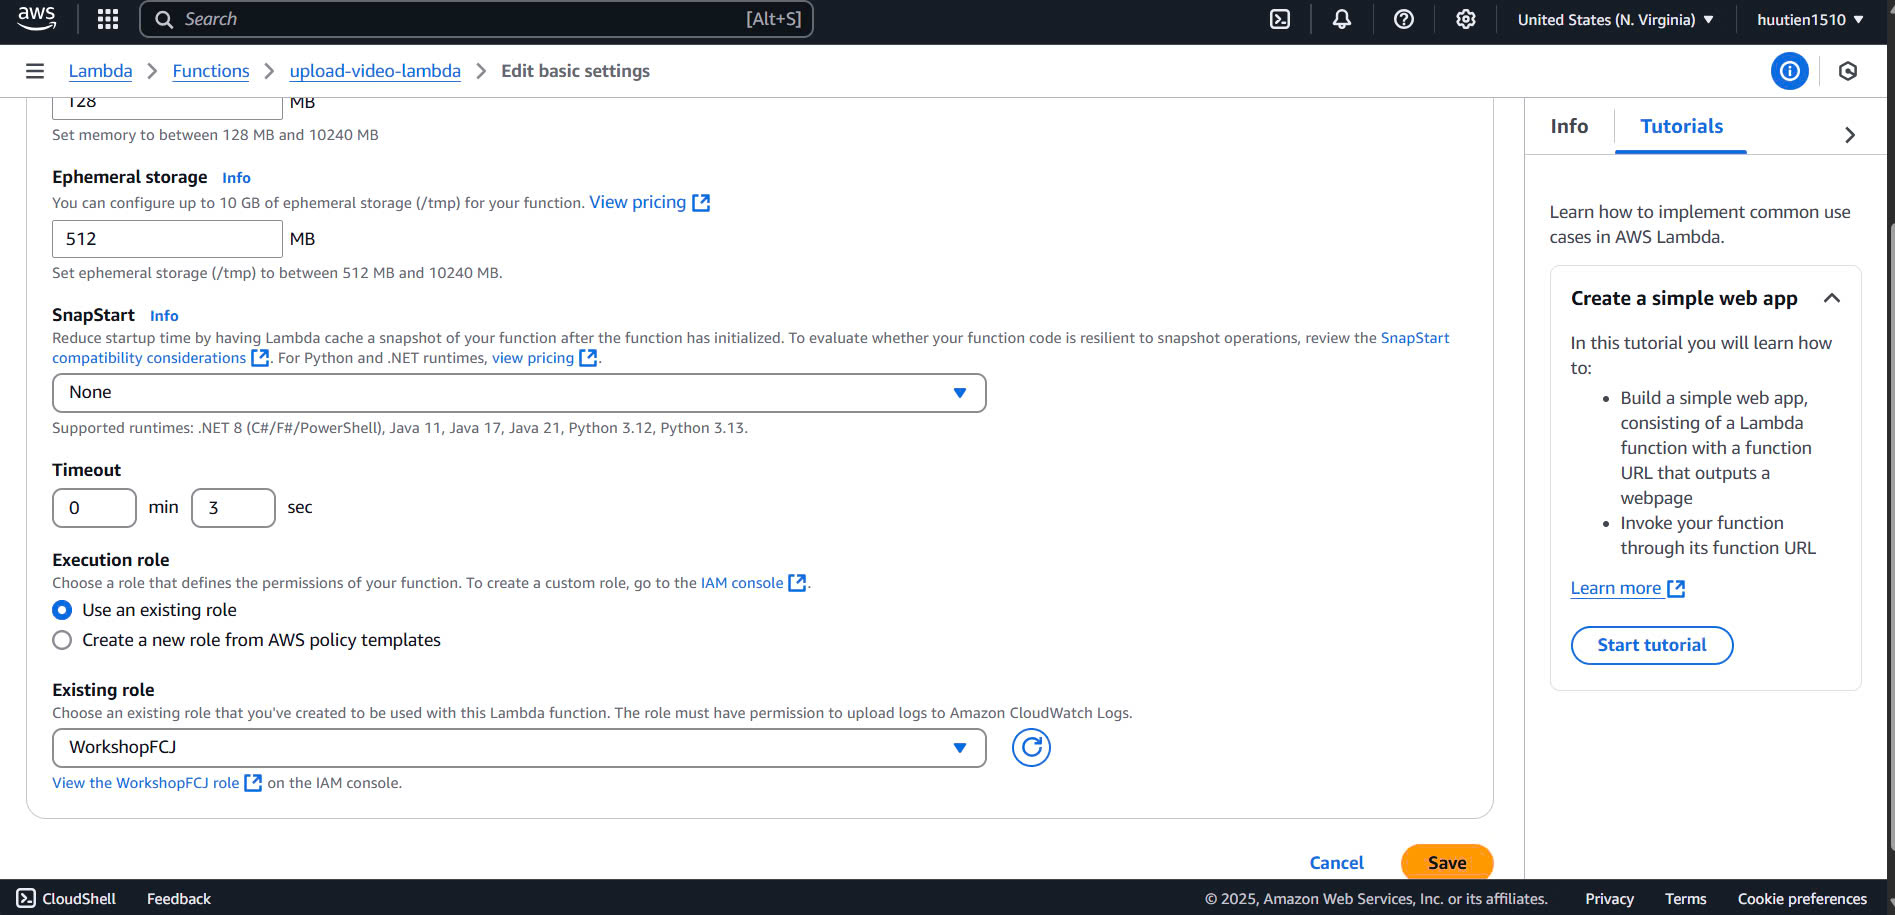 aws
Search [Alt+S]
United States (N. Virginia)
huutien1510
Lambda Functions upload-video-lambda Edit basic settings
128 MB
Set memory to between 128 MB and 10240 MB
Ephemeral storage Info
You can configure up to 10 GB of ephemeral storage (/tmp) for your function. View pricing
512 MB
Set ephemeral storage (/tmp) to between 512 MB and 10240 MB.
SnapStart Info
Reduce startup time by having Lambda cache a snapshot of your function after the function has initialized. To evaluate whether your function code is resilient to snapshot operations, review the SnapStart
compatibility considerations . For Python and .NET runtimes, view pricing .
None
Supported runtimes: .NET 8 (C#/F#/PowerShell), Java 11, Java 17, Java 21, Python 3.12, Python 3.13.
Timeout
0 min 3 sec
Execution role
Choose a role that defines the permissions of your function. To create a custom role, go to the IAM console .
Use an existing role
Create a new role from AWS policy templates
Existing role
Choose an existing role that you've created to be used with this Lambda function. The role must have permission to upload logs to Amazon CloudWatch Logs.
WorkshopFCJ
View the WorkshopFCJ role on the IAM console.
Cancel Save
Info Tutorials
Learn how to implement common use
cases in AWS Lambda.
Create a simple web app
In this tutorial you will learn how
to:
• Build a simple web app,
consisting of a Lambda
function with a function
URL that outputs a
webpage
• Invoke your function
through its function URL
Learn more
Start tutorial
CloudShell Feedback © 2025, Amazon Web Services, Inc. or its affiliates. Privacy Terms Cookie preferences